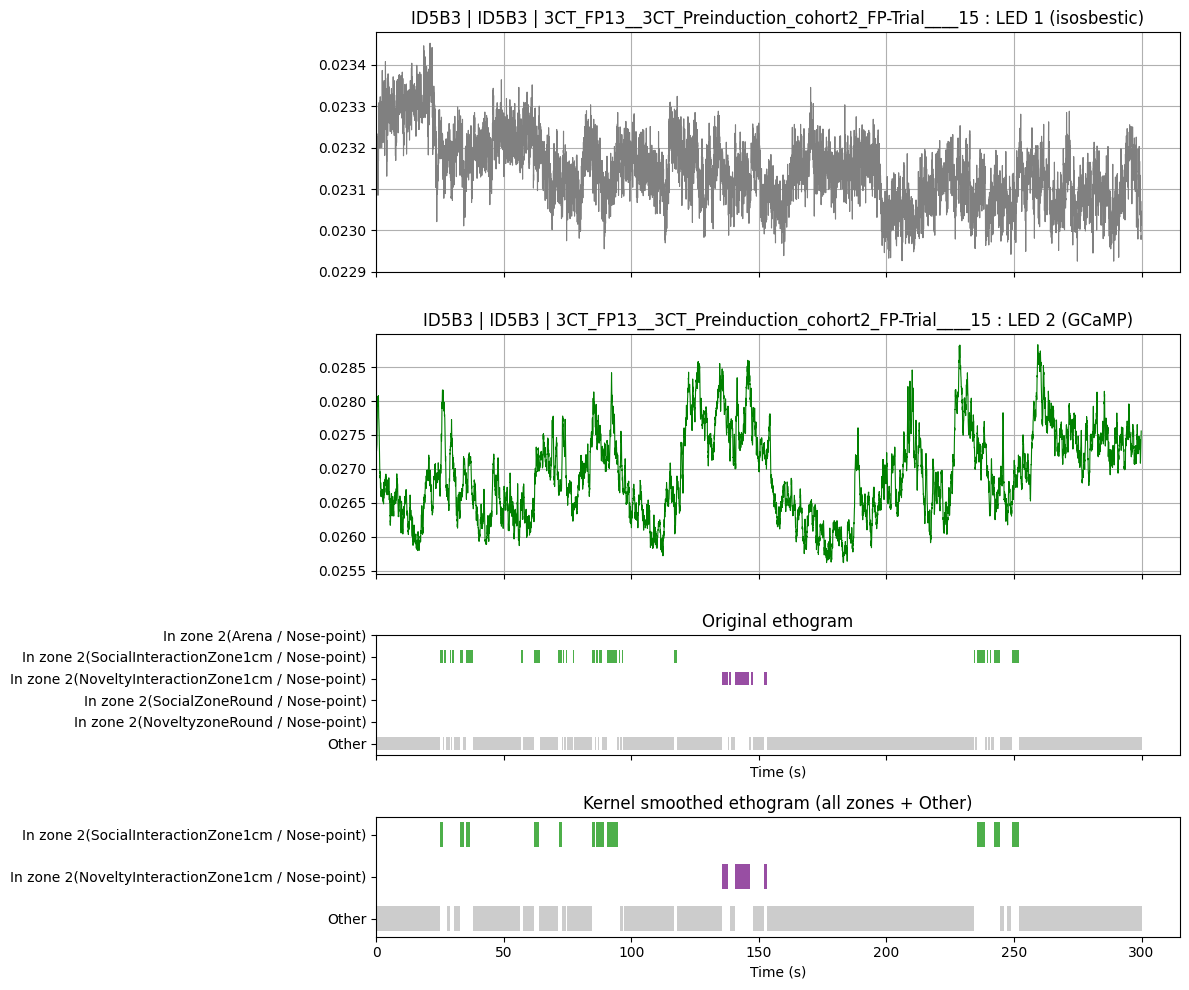 ID5B3 | ID5B3 | 3CT_FP13__3CT_Preinduction_cohort2_FP-Trial____15 : LED 1 (isosbestic)
0.0234
0.0233
0.0232
0.0231
0.0230
0.0229
ID5B3 | ID5B3 | 3CT_FP13__3CT_Preinduction_cohort2_FP-Trial____15 : LED 2 (GCaMP)
0.0285
0.0280
0.0275
0.0270
0.0265
0.0260
0.0255
Original ethogram
In zone 2(Arena / Nose-point)
In zone 2(SocialInteractionZone1cm / Nose-point)
In zone 2(NoveltyInteractionZone1cm / Nose-point)
In zone 2(SocialZoneRound / Nose-point)
In zone 2(NoveltyzoneRound / Nose-point)
Other
Time (s)
Kernel smoothed ethogram (all zones + Other)
In zone 2(SocialInteractionZone1cm / Nose-point)
In zone 2(NoveltyInteractionZone1cm / Nose-point)
Other
0 50 100 150 200 250 300
Time (s)